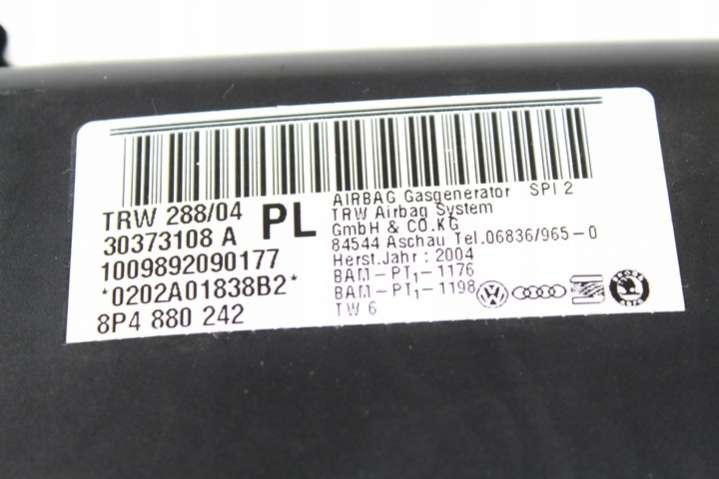 TRW 288/04
30373108 A
1009892090177
*0202A01838B2*
8P4 880 242
PL
AIRBAG Gasgenerator SPI 2
TRW Airbag System
GmbH & CO.KG
84544 Aschau Tel.06836/965-0
Herst.Jahr: 2004
BAM-PT1-1176
BAM-PT1-1198
TW 6